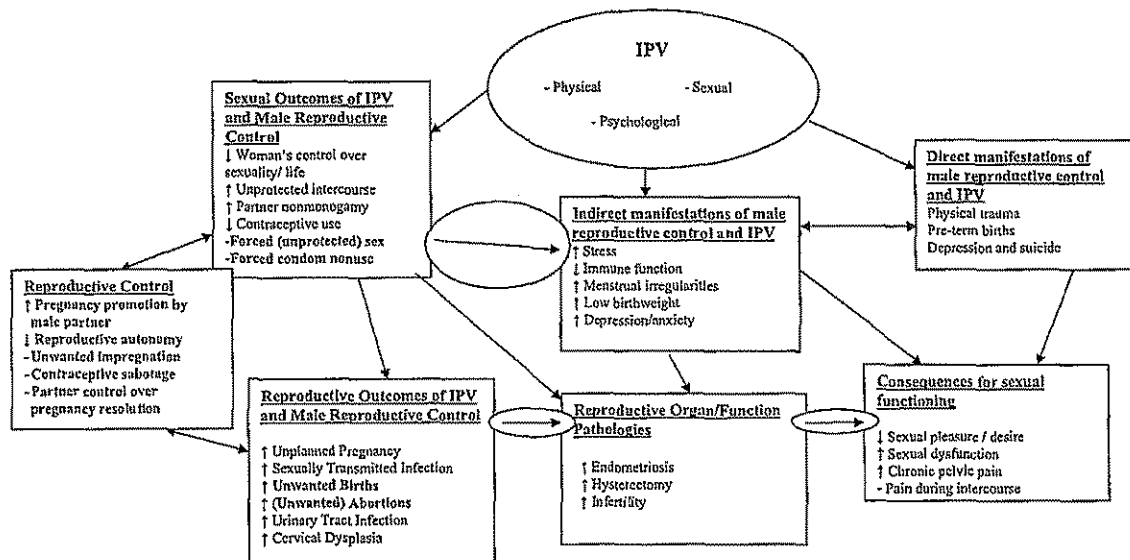 IPV
- Physical
- Sexual
- Psychological
Sexual Outcomes of IPV
and Male Reproductive
Control
↓ Woman's control over
sexuality/ life
↑ Unprotected intercourse
↑ Partner nonmonogamy
↓ Contraceptive use
-Forced (unprotected) sex
-Forced condom nonuse
Direct manifestations of
male reproductive control
and IPV
Physical trauma
Pre-term births
Depression and suicide
Indirect manifestations of male
reproductive control and IPV
↑ Stress
↓ Immune function
↑ Menstrual irregularities
↑ Low birthweight
↑ Depression/anxiety
Reproductive Control
↑ Pregnancy promotion by
male partner
↓ Reproductive autonomy
- Unwanted Impregnation
- Contraceptive sabotage
- Partner control over
pregnancy resolution
Reproductive Outcomes of IPV
and Male Reproductive Control
↑ Unplanned Pregnancy
↑ Sexually Transmitted Infection
↑ Unwanted Births
↑ (Unwanted) Abortions
↑ Urinary Tract Infection
↑ Cervical Dysplasia
Reproductive Organ/Function
Pathologies
↑ Endometriosis
↑ Hysterectomy
↑ Infertility
Consequences for sexual
functioning
↓ Sexual pleasure / desire
↑ Sexual dysfunction
↑ Chronic pelvic pain
- Pain during intercourse